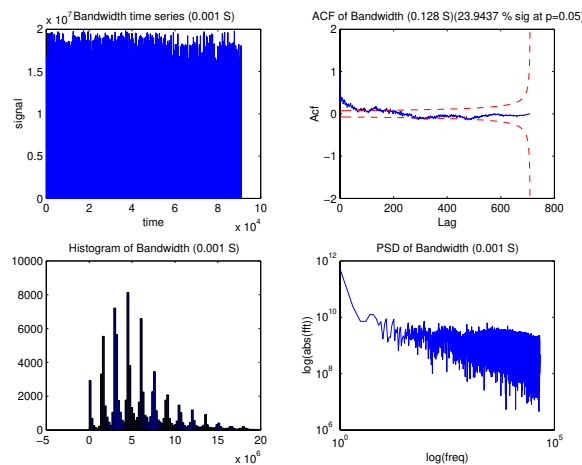 x 10^7 Bandwidth time series (0.001 S)
2
1.5
1
0.5
0
signal
0 2 4 6 8 10
time
x 10^4
ACF of Bandwidth (0.128 S)(23.9437 % sig at p=0.05)
2
1
0
−1
−2
Acf
0 200 400 600 800
Lag
Histogram of Bandwidth (0.001 S)
10000
8000
6000
4000
2000
0
−5 0 5 10 15 20
x 10^6
PSD of Bandwidth (0.001 S)
10^12
10^10
10^8
10^6
log(abs(fft))
10^0 10^5
log(freq)